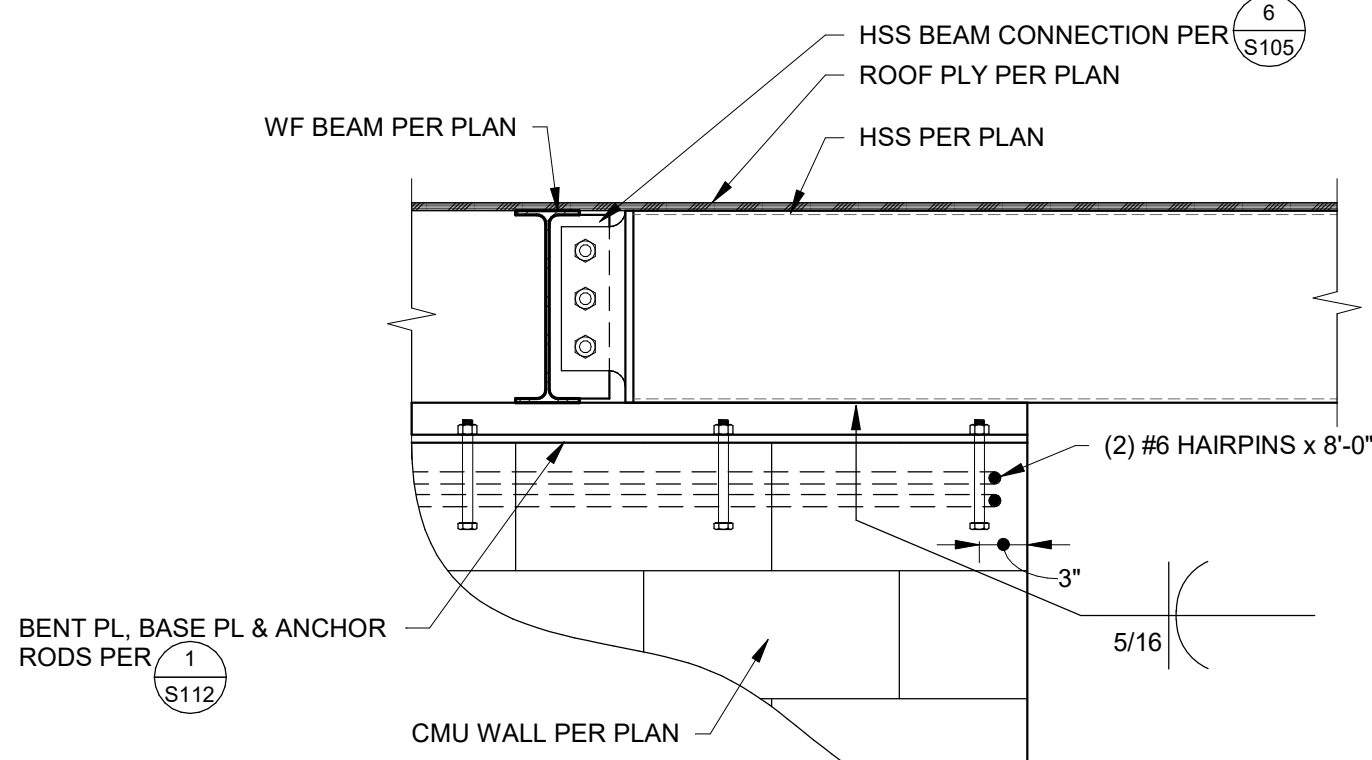 6
HSS BEAM CONNECTION PER
S105
ROOF PLY PER PLAN
WF BEAM PER PLAN
HSS PER PLAN
(2) #6 HAIRPINS x 8'-0"
3"
5/16
BENT PL, BASE PL & ANCHOR
RODS PER
1
S112
CMU WALL PER PLAN